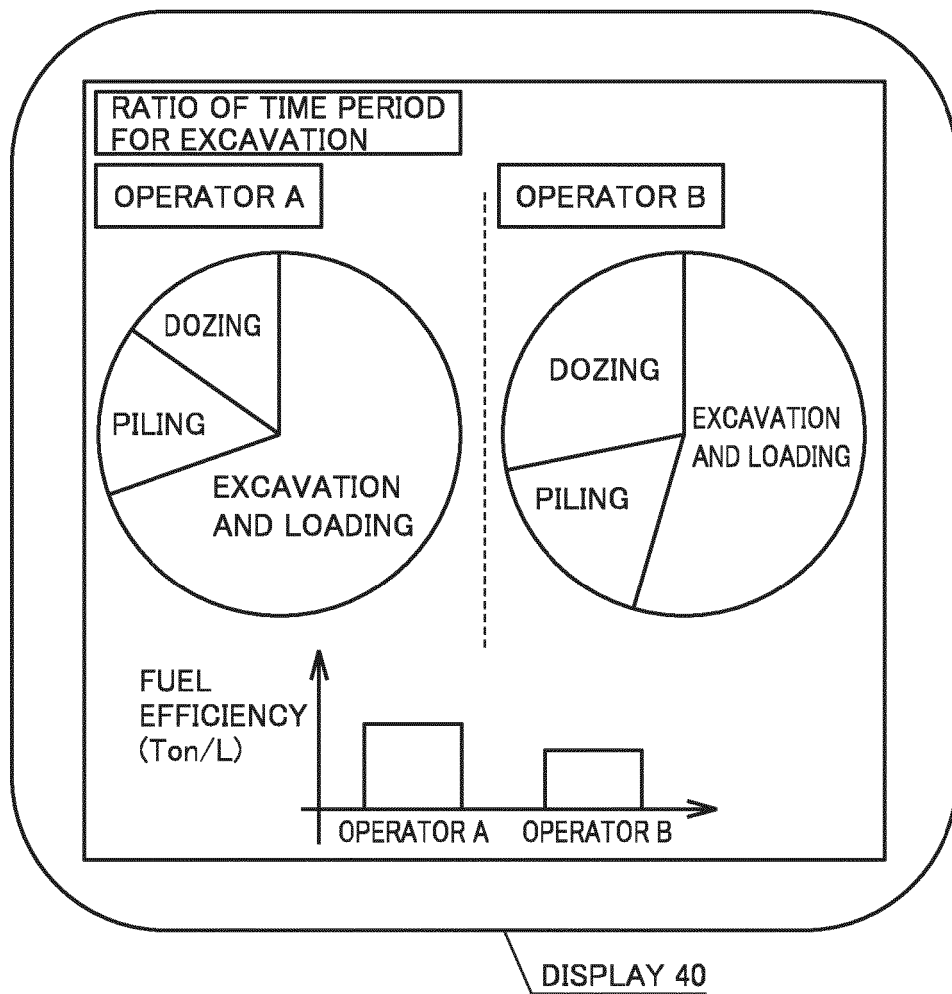 RATIO OF TIME PERIOD
FOR EXCAVATION
OPERATOR A
OPERATOR B
DOZING
PILING
EXCAVATION
AND LOADING
DOZING
PILING
EXCAVATION
AND LOADING
FUEL
EFFICIENCY
(Ton/L)
OPERATOR A
OPERATOR B
DISPLAY 40